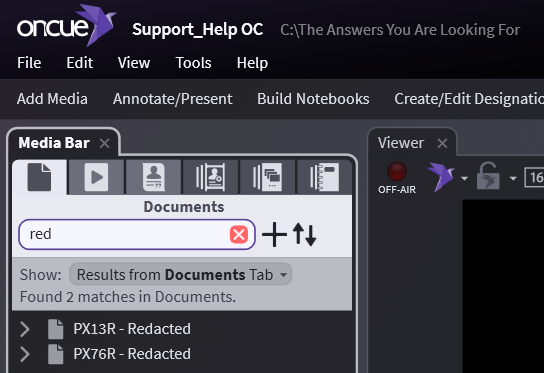 oncue Support_Help OC C:\The Answers You Are Looking For
File Edit View Tools Help
Add Media Annotate/Present Build Notebooks Create/Edit Designatio
Media Bar
Viewer
OFF-AIR
16
Documents
red
Show: Results from Documents Tab
Found 2 matches in Documents.
PX13R - Redacted
PX76R - Redacted